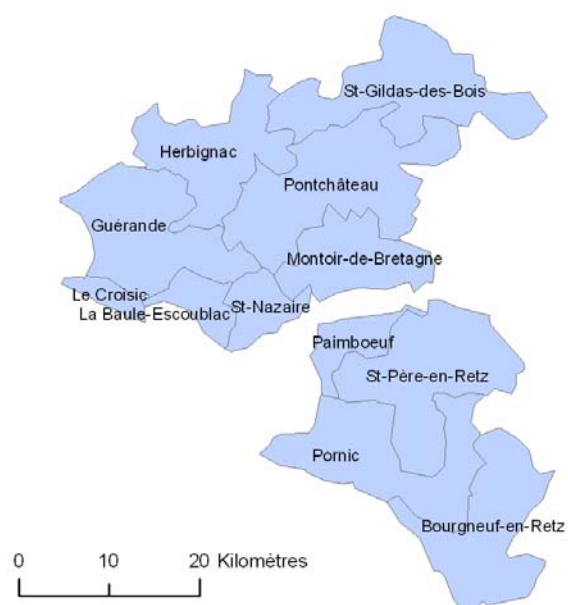 St-Gildas-des-Bois
Herbignac
Pontchâteau
Guérande
Montoir-de-Bretagne
Le Croisic
La Baule-Escoublac
St-Nazaire
Paimboeuf
St-Père-en-Retz
Pornic
Bourgneuf-en-Retz
0 10 20 Kilomètres